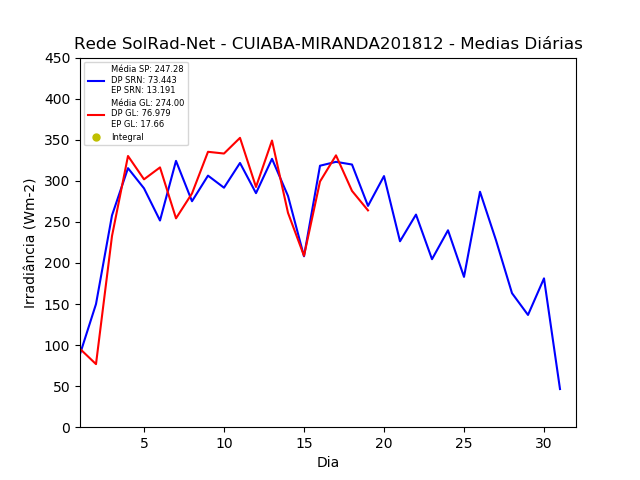 Rede SolRad-Net - CUIABA-MIRANDA201812 - Medias Diárias
450
400
350
300
250
200
150
100
50
0
Irradiância (Wm-2)
Média SP: 247.28
DP SRN: 73.443
EP SRN: 13.191
Média GL: 274.00
DP GL: 76.979
EP GL: 17.66
Integral
5 10 15 20 25 30
Dia